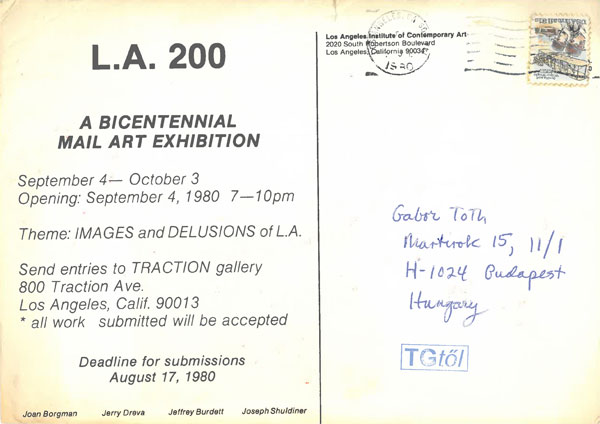 L.A. 200
A BICENTENNIAL
MAIL ART EXHIBITION
September 4— October 3
Opening: September 4, 1980 7—10pm
Theme: IMAGES and DELUSIONS of L.A.
Send entries to TRACTION gallery
800 Traction Ave.
Los Angeles, Calif. 90013
* all work submitted will be accepted
Deadline for submissions
August 17, 1980
Joan Borgman Jerry Dreva Jeffrey Burdett Joseph Shuldiner
Los Angeles Institute of Contemporary Art
2020 South Robertson Boulevard
Los Angeles, California 90034
1980
Gabor Toth
Martirok 15, 11/1
H-1024 Budapest
Hungary
TGtől